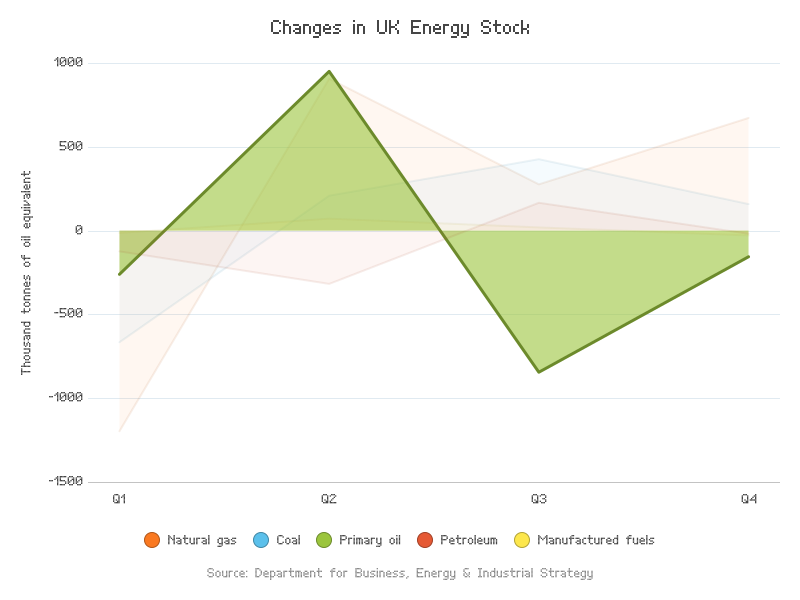 Changes in UK Energy Stock
Thousand tonnes of oil equivalent
1000
500
0
-500
-1000
-1500
Q1 Q2 Q3 Q4
Natural gas Coal Primary oil Petroleum Manufactured fuels
Source: Department for Business, Energy & Industrial Strategy